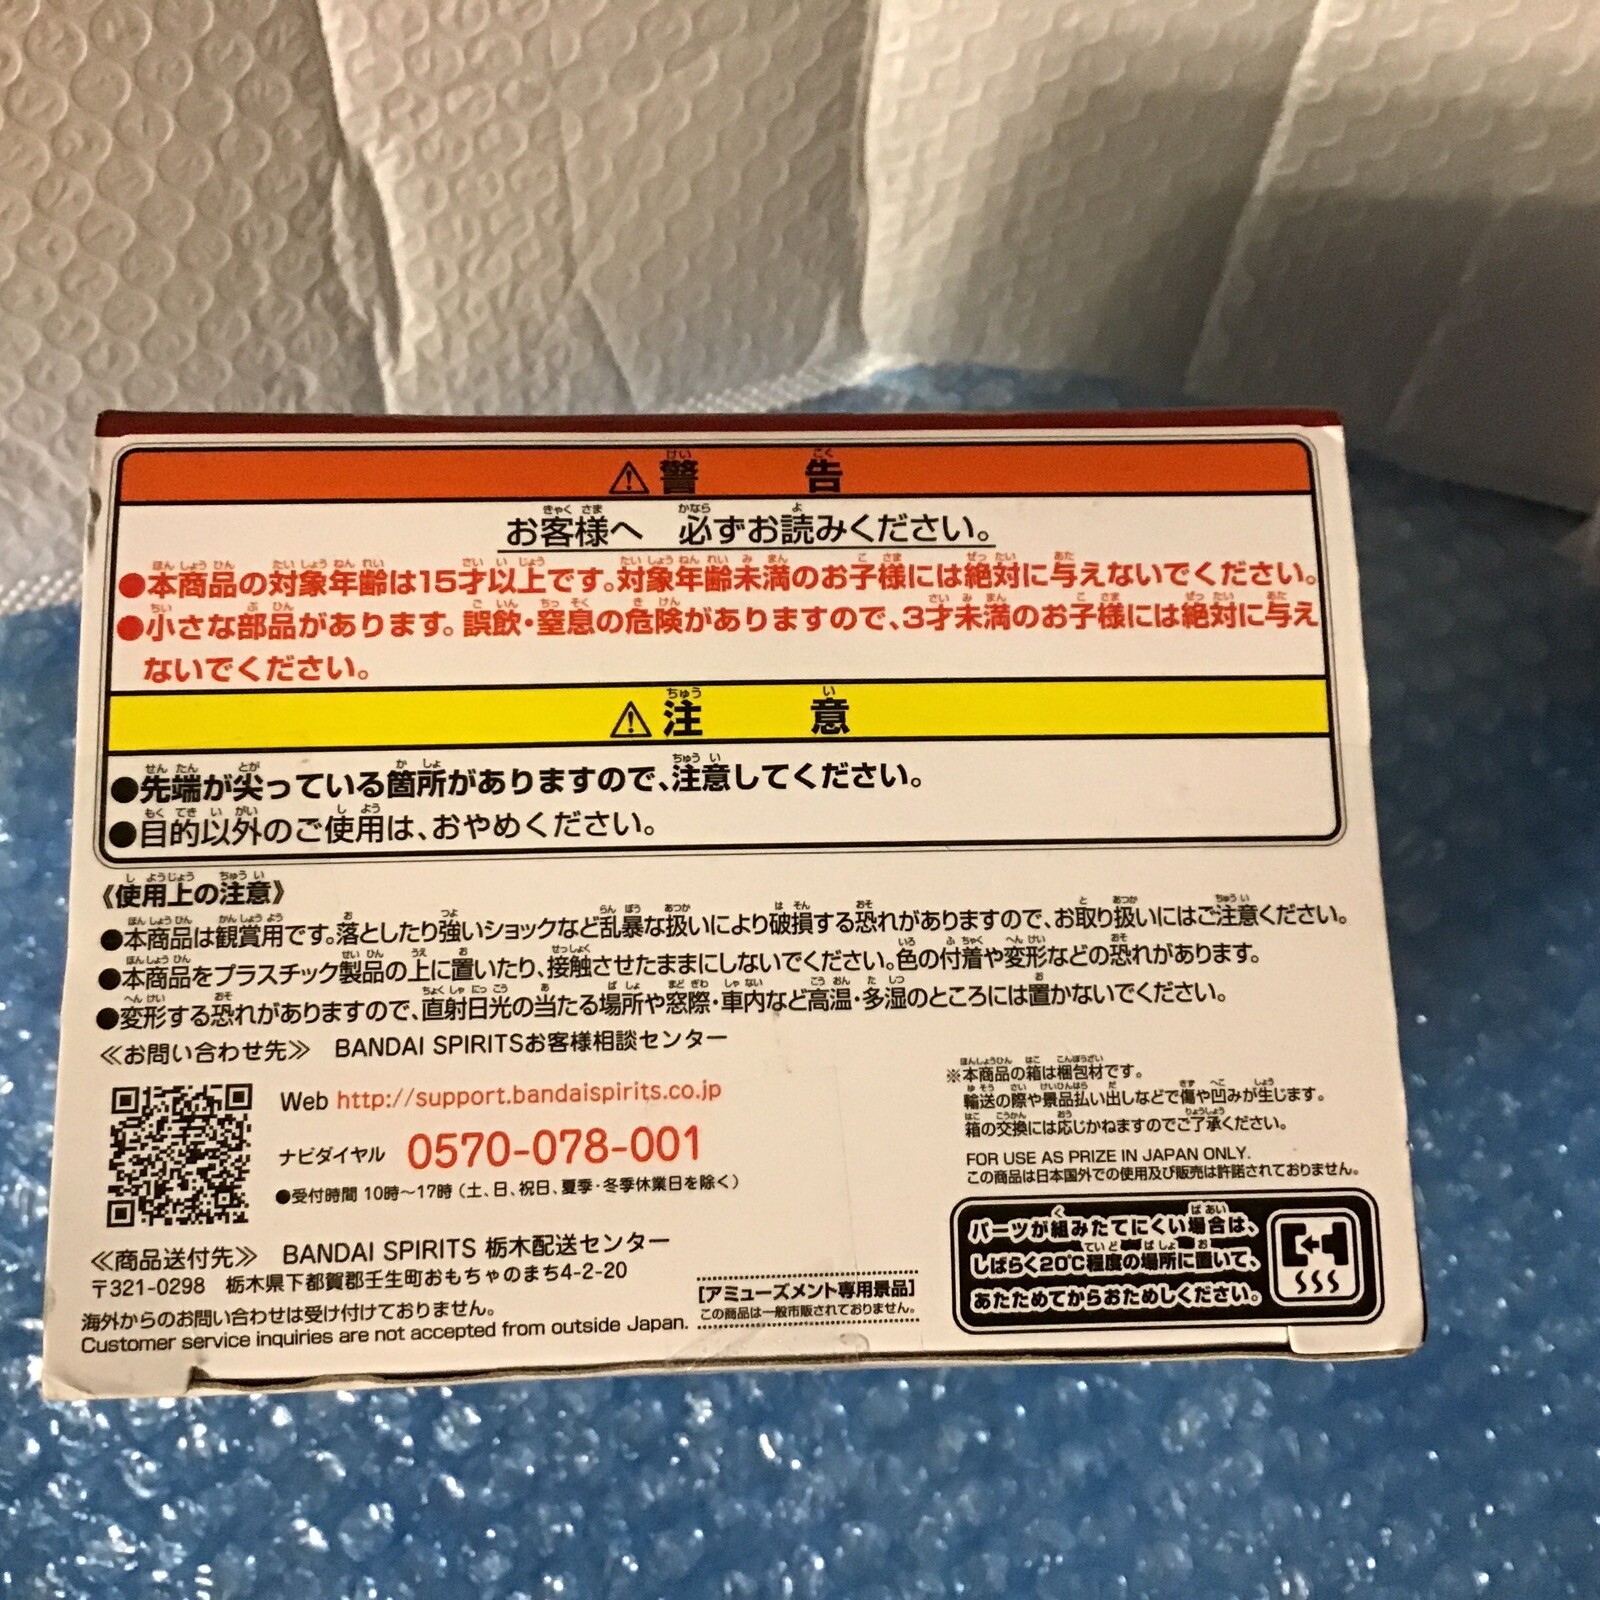 ⚠警告
お客様へ 必ずお読みください。
●本商品の対象年齢は15才以上です。対象年齢未満のお子様には絶対に与えないでください。
●小さな部品があります。誤飲・窒息の危険がありますので、3才未満のお子様には絶対に与え
ないでください。
⚠注意
●先端が尖っている箇所がありますので、注意してください。
●目的以外のご使用は、おやめください。
《使用上の注意》
●本商品は観賞用です。落としたり強いショックなど乱暴な扱いにより破損する恐れがありますので、お取り扱いにはご注意ください。
●本商品をプラスチック製品の上に置いたり、接触させたままにしないでください。色の付着や変形などの恐れがあります。
●変形する恐れがありますので、直射日光の当たる場所や窓際・車内など高温・多湿のところには置かないでください。
≪お問い合わせ先≫ BANDAI SPIRITSお客様相談センター
Web http://support.bandaispirits.co.jp
ナビダイヤル 0570-078-001
●受付時間 10時〜17時（土、日、祝日、夏季・冬季休業日を除く）
≪商品送付先≫ BANDAI SPIRITS 栃木配送センター
〒321-0298 栃木県下都賀郡壬生町おもちゃのまち4-2-20
海外からのお問い合わせは受け付けておりません。
Customer service inquiries are not accepted from outside Japan.
[アミューズメント専用景品]
この商品は一般市販されておりません。
※本商品の箱は梱包材です。
輸送の際や景品払い出しなどで傷や凹みが生じます。
箱の交換には応じかねますのでご了承ください。
FOR USE AS PRIZE IN JAPAN ONLY.
この商品は日本国外での使用及び販売は許諾されておりません。
パーツが組みたてにくい場合は、
しばらく20℃程度の場所に置いて、
あたためてからおためしください。